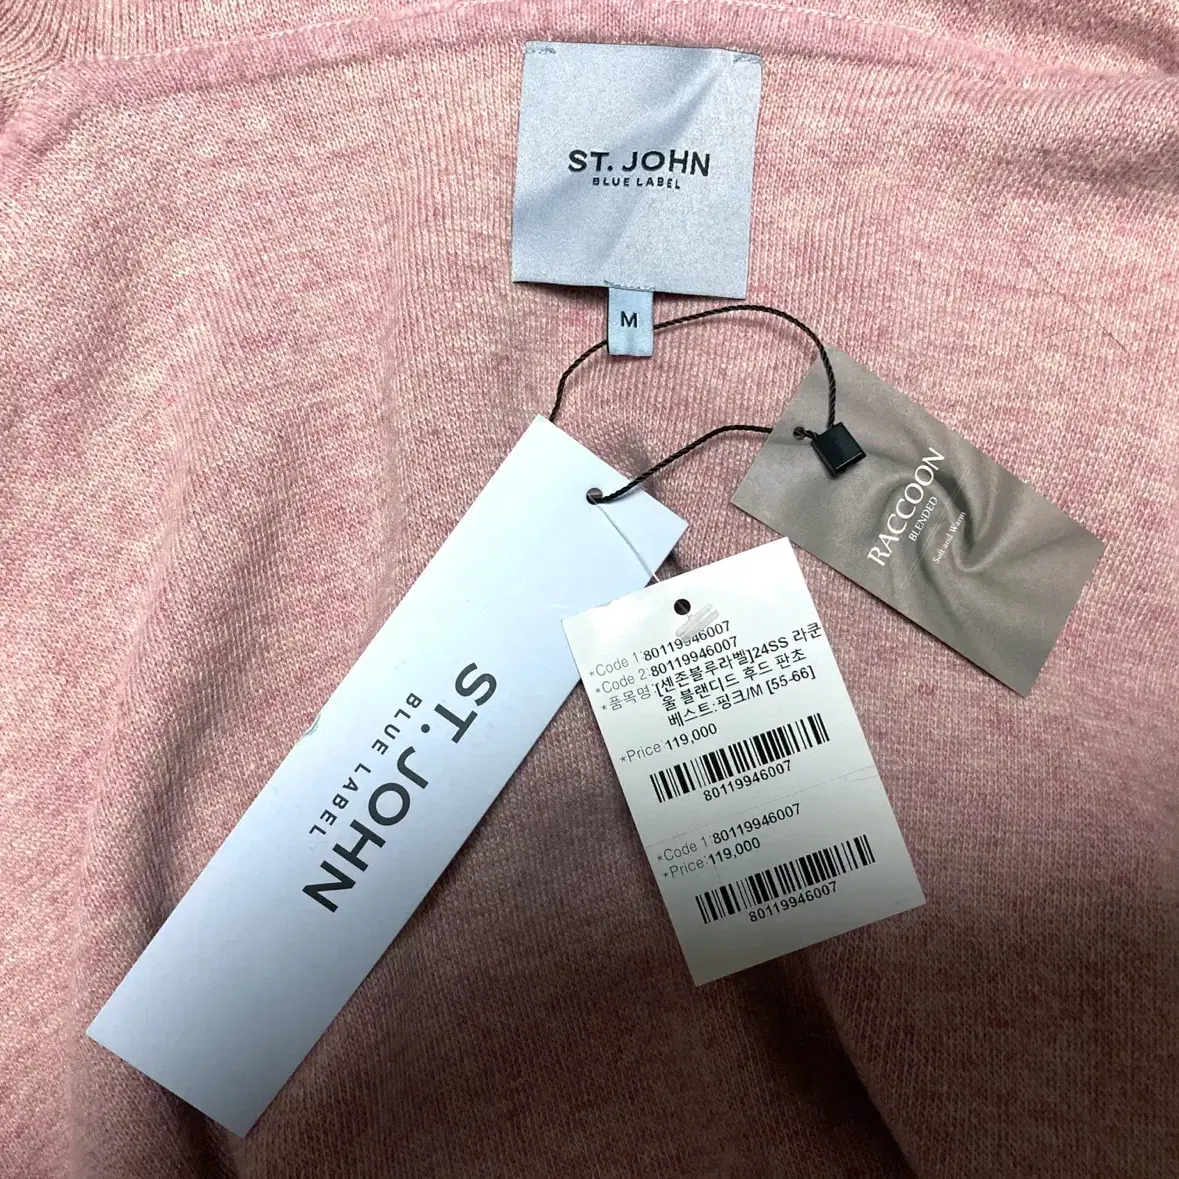 ST. JOHN
BLUE LABEL
M
RACCOON
BLENDED
Soft and Warm
ST. JOHN
BLUE LABEL
*Code 1:80119946007
*Code 2:80119946007
*품목명:[센존블루라벨]24SS 라쿤
울 블랜디드 후드 판쵸
베스트:핑크/M [55-66]
*Price:119,000
80119946007
*Code 1:80119946007
*Price:119,000
80119946007